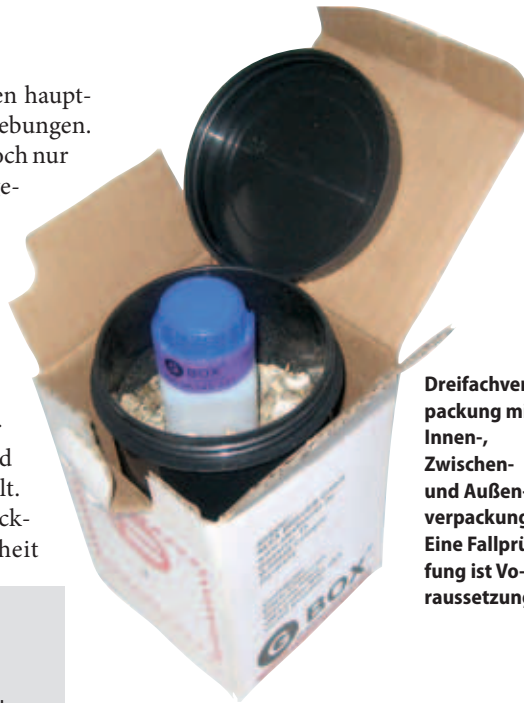 en haupt-
ebungen.
och nur
e-
d
lt.
ck-
heit
G BOX
G BOX
Dreifachver
packung mi
Innen-,
Zwischen-
und Außen-
verpackung
Eine Fallprü
fung ist Vo-
raussetzung